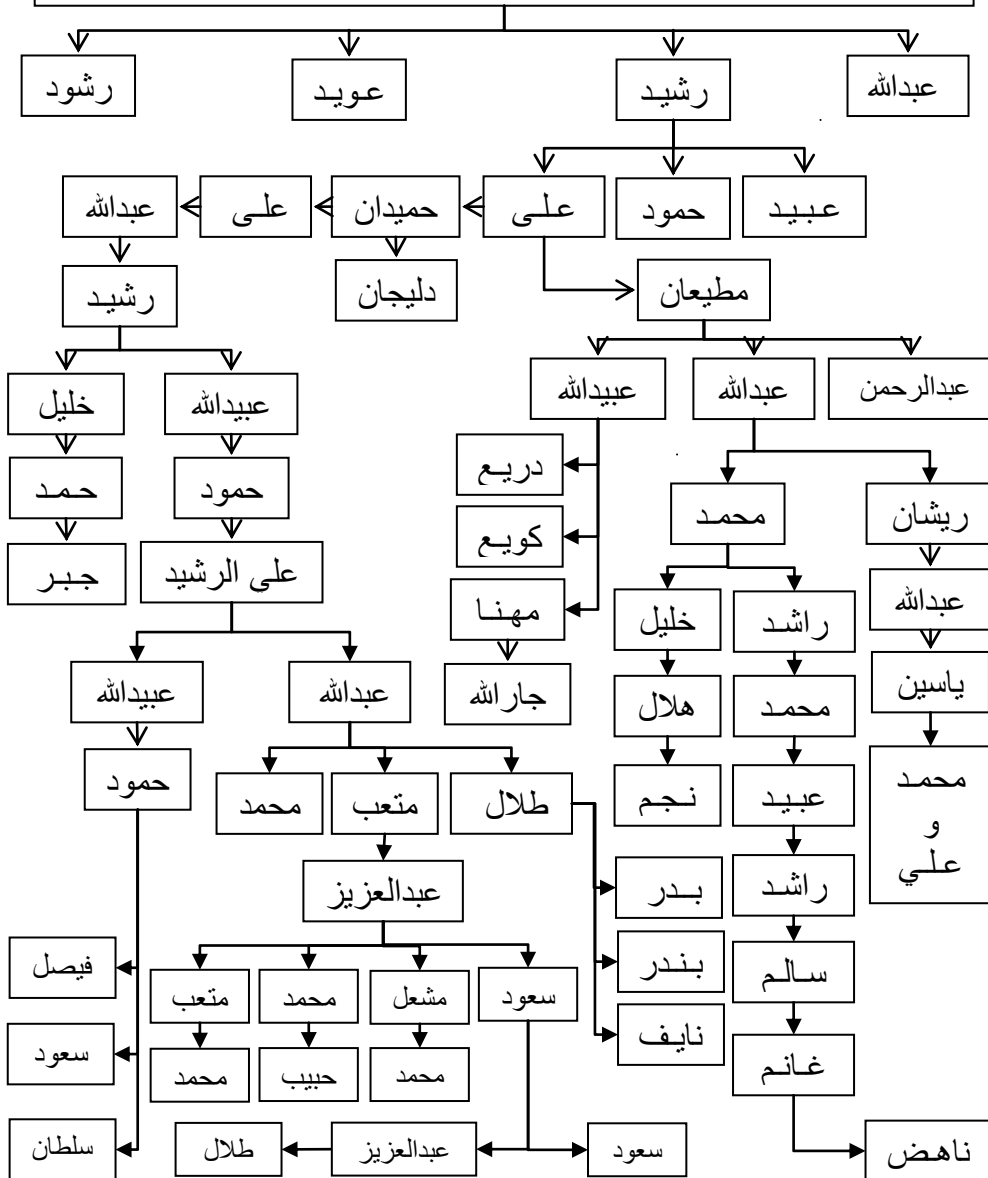 عبدالله
رشيد
عويد
رشود
عبيد
حمود
علي
حميدان
علي
عبدالله
مطيعان
دليجان
رشيد
عبدالرحمن
عبدالله
عبيدالله
عبيدالله
خليل
دريع
حمود
حمد
ريشان
محمد
كويع
علي الرشيد
جبر
عبدالله
راشد
خليل
مهنا
ياسين
محمد
هلال
جارالله
عبدالله
عبيدالله
محمد
و
علي
عبيد
نجم
طلال
متعب
محمد
حمود
راشد
بدر
عبدالعزيز
سالم
بندر
سعود
مشعل
محمد
متعب
فيصل
غانم
نايف
محمد
حبيب
محمد
سعود
ناهض
سعود
عبدالعزيز
طلال
سلطان